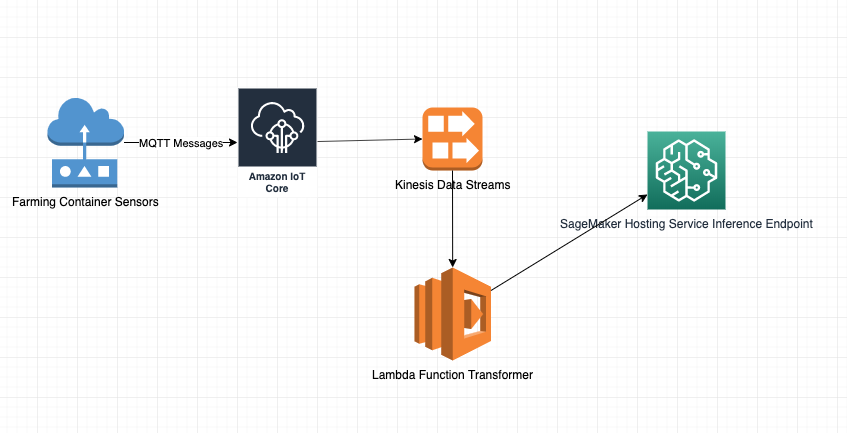 MQTT Messages
Farming Container Sensors
Amazon IoT
Core
Kinesis Data Streams
SageMaker Hosting Service Inference Endpoint
Lambda Function Transformer